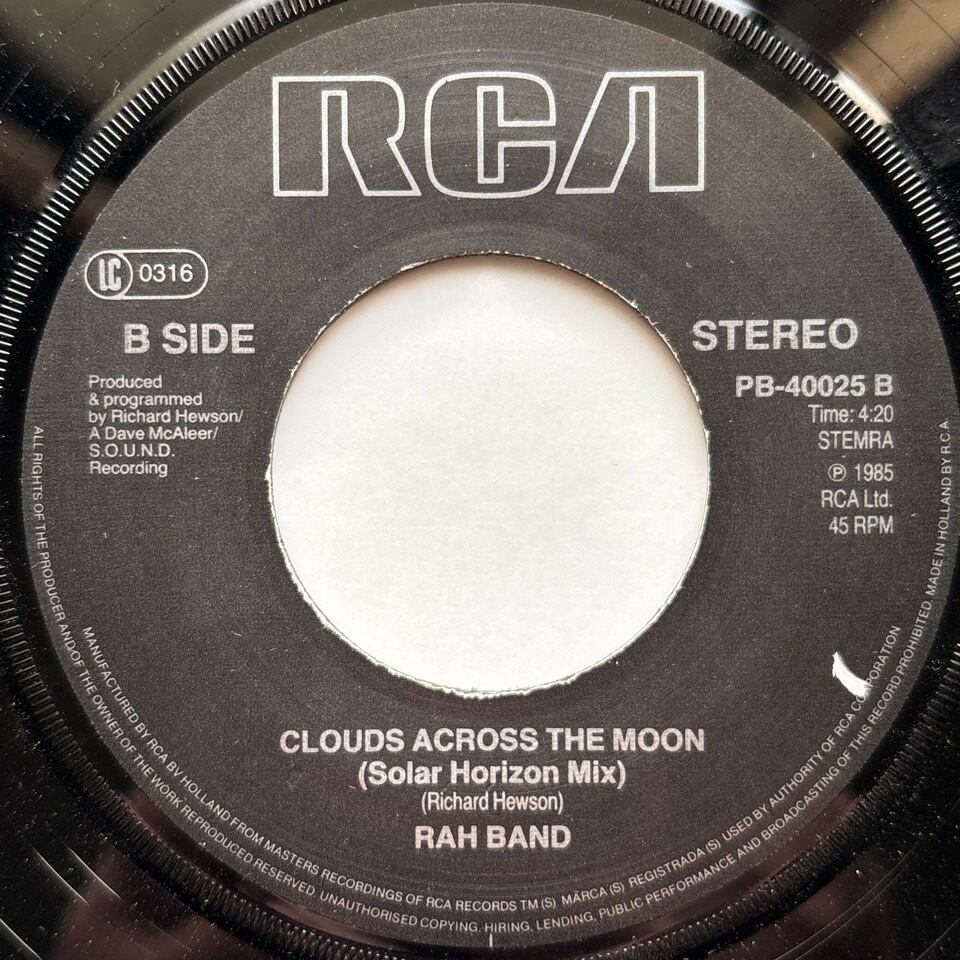 RCA
LC 0316
B SIDE
STEREO
Produced
& programmed
by Richard Hewson/
A Dave McAleer/
S.O.U.N.D.
Recording
PB-40025 B
Time: 4:20
STEMRA
℗ 1985
RCA Ltd.
45 RPM
CLOUDS ACROSS THE MOON
(Solar Horizon Mix)
(Richard Hewson)
RAH BAND
MANUFACTURED BY RCA BV HOLLAND FROM MASTERS RECORDINGS OF RCA RECORDS TM (S) MARCA (S) REGISTRADA (S) USED BY AUTHORITY OF RCA CORPORATION
ALL RIGHTS OF THE PRODUCER AND/OF THE OWNER OF THE WORK REPRODUCED RESERVED. UNAUTHORISED COPYING, HIRING, LENDING, PUBLIC PERFORMANCE AND BROADCASTING OF THIS RECORD PROHIBITED. MADE IN HOLLAND BY R.C.A.